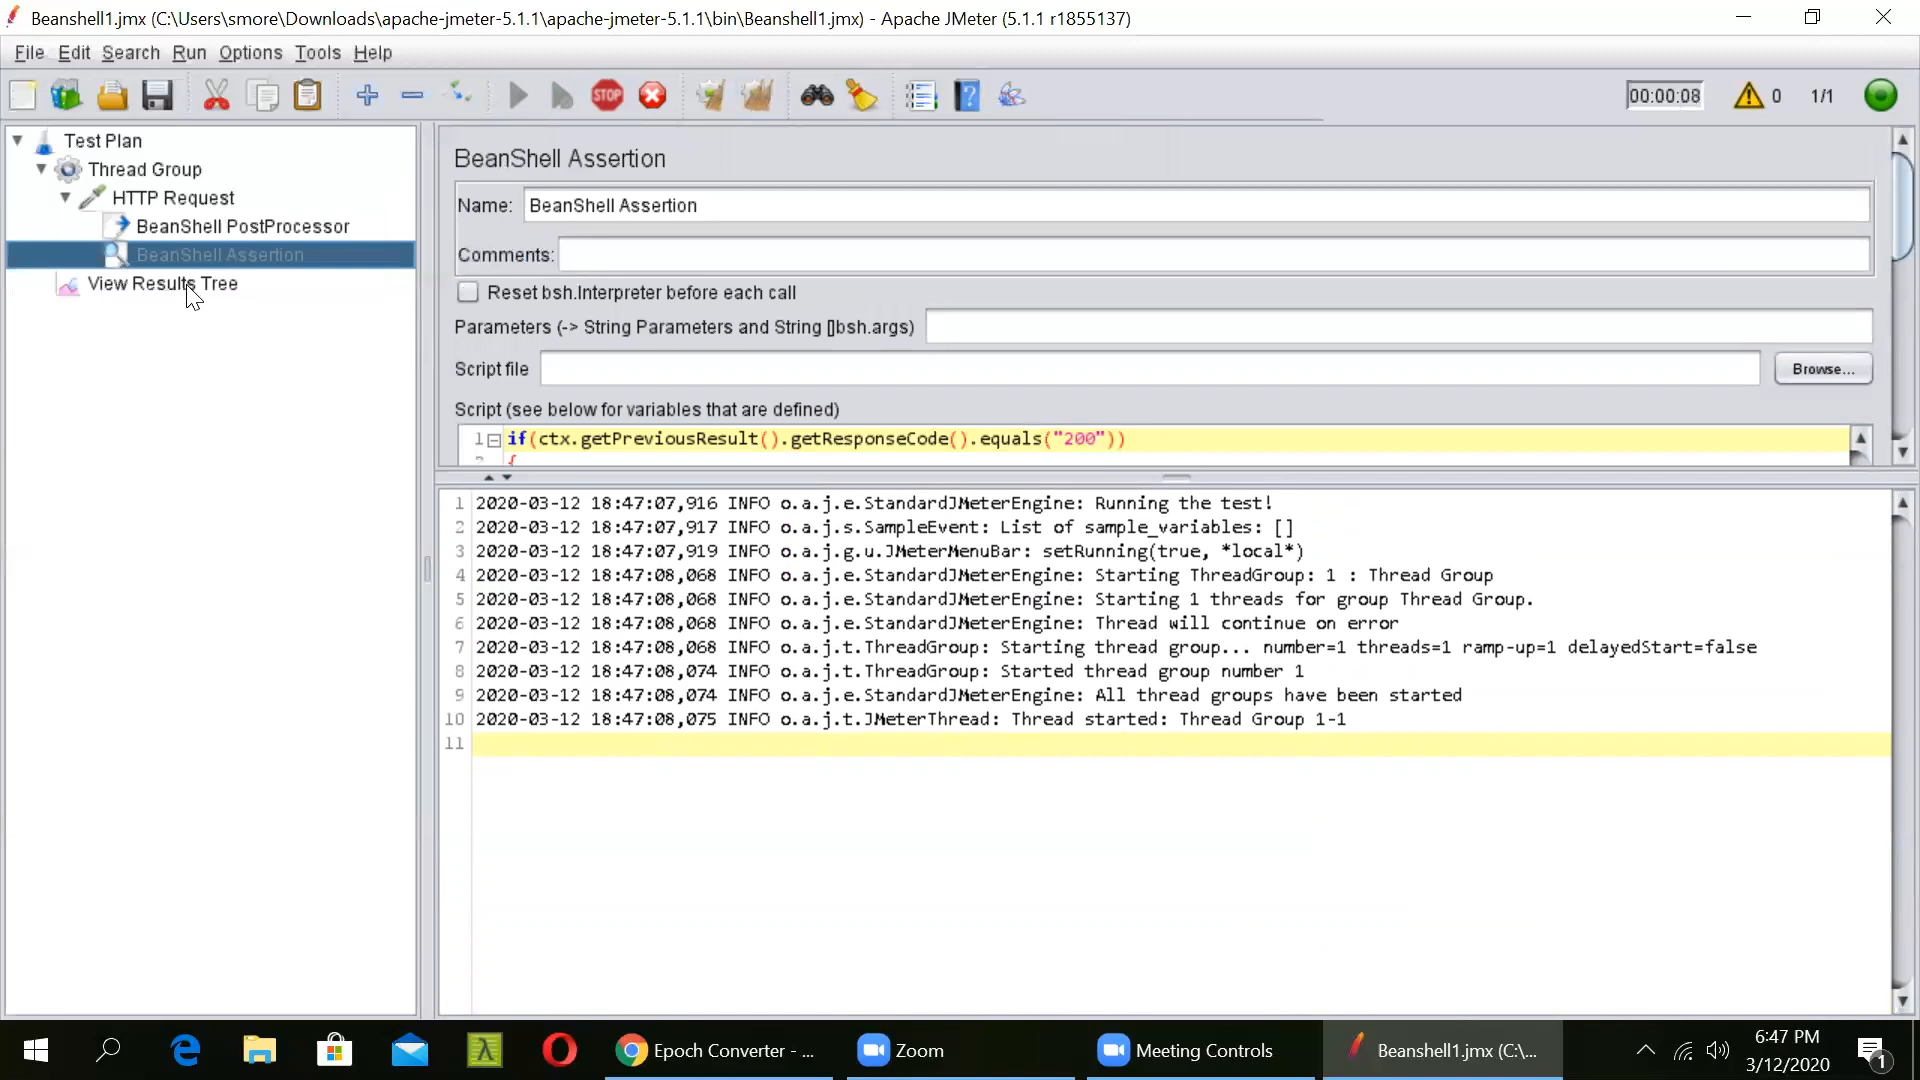 Beanshell1.jmx (C:\Users\smore\Downloads\apache-jmeter-5.1.1\apache-jmeter-5.1.1\bin\Beanshell1.jmx) - Apache JMeter (5.1.1 r1855137)
File Edit Search Run Options Tools Help
STOP
?
00:00:08
0
1/1
Test Plan
Thread Group
HTTP Request
BeanShell PostProcessor
BeanShell Assertion
View Results Tree
BeanShell Assertion
Name: BeanShell Assertion
Comments:
Reset bsh.Interpreter before each call
Parameters (-> String Parameters and String []bsh.args)
Script file
Browse...
Script (see below for variables that are defined)
1 if(ctx.getPreviousResult().getResponseCode().equals("200"))
2 {
1 2020-03-12 18:47:07,916 INFO o.a.j.e.StandardJMeterEngine: Running the test!
2 2020-03-12 18:47:07,917 INFO o.a.j.s.SampleEvent: List of sample_variables: []
3 2020-03-12 18:47:07,919 INFO o.a.j.g.u.JMeterMenuBar: setRunning(true, *local*)
4 2020-03-12 18:47:08,068 INFO o.a.j.e.StandardJMeterEngine: Starting ThreadGroup: 1 : Thread Group
5 2020-03-12 18:47:08,068 INFO o.a.j.e.StandardJMeterEngine: Starting 1 threads for group Thread Group.
6 2020-03-12 18:47:08,068 INFO o.a.j.e.StandardJMeterEngine: Thread will continue on error
7 2020-03-12 18:47:08,068 INFO o.a.j.t.ThreadGroup: Starting thread group... number=1 threads=1 ramp-up=1 delayedStart=false
8 2020-03-12 18:47:08,074 INFO o.a.j.t.ThreadGroup: Started thread group number 1
9 2020-03-12 18:47:08,074 INFO o.a.j.e.StandardJMeterEngine: All thread groups have been started
10 2020-03-12 18:47:08,075 INFO o.a.j.t.JMeterThread: Thread started: Thread Group 1-1
11
Epoch Converter - ...
Zoom
Meeting Controls
Beanshell1.jmx (C:\...
6:47 PM
3/12/2020
1